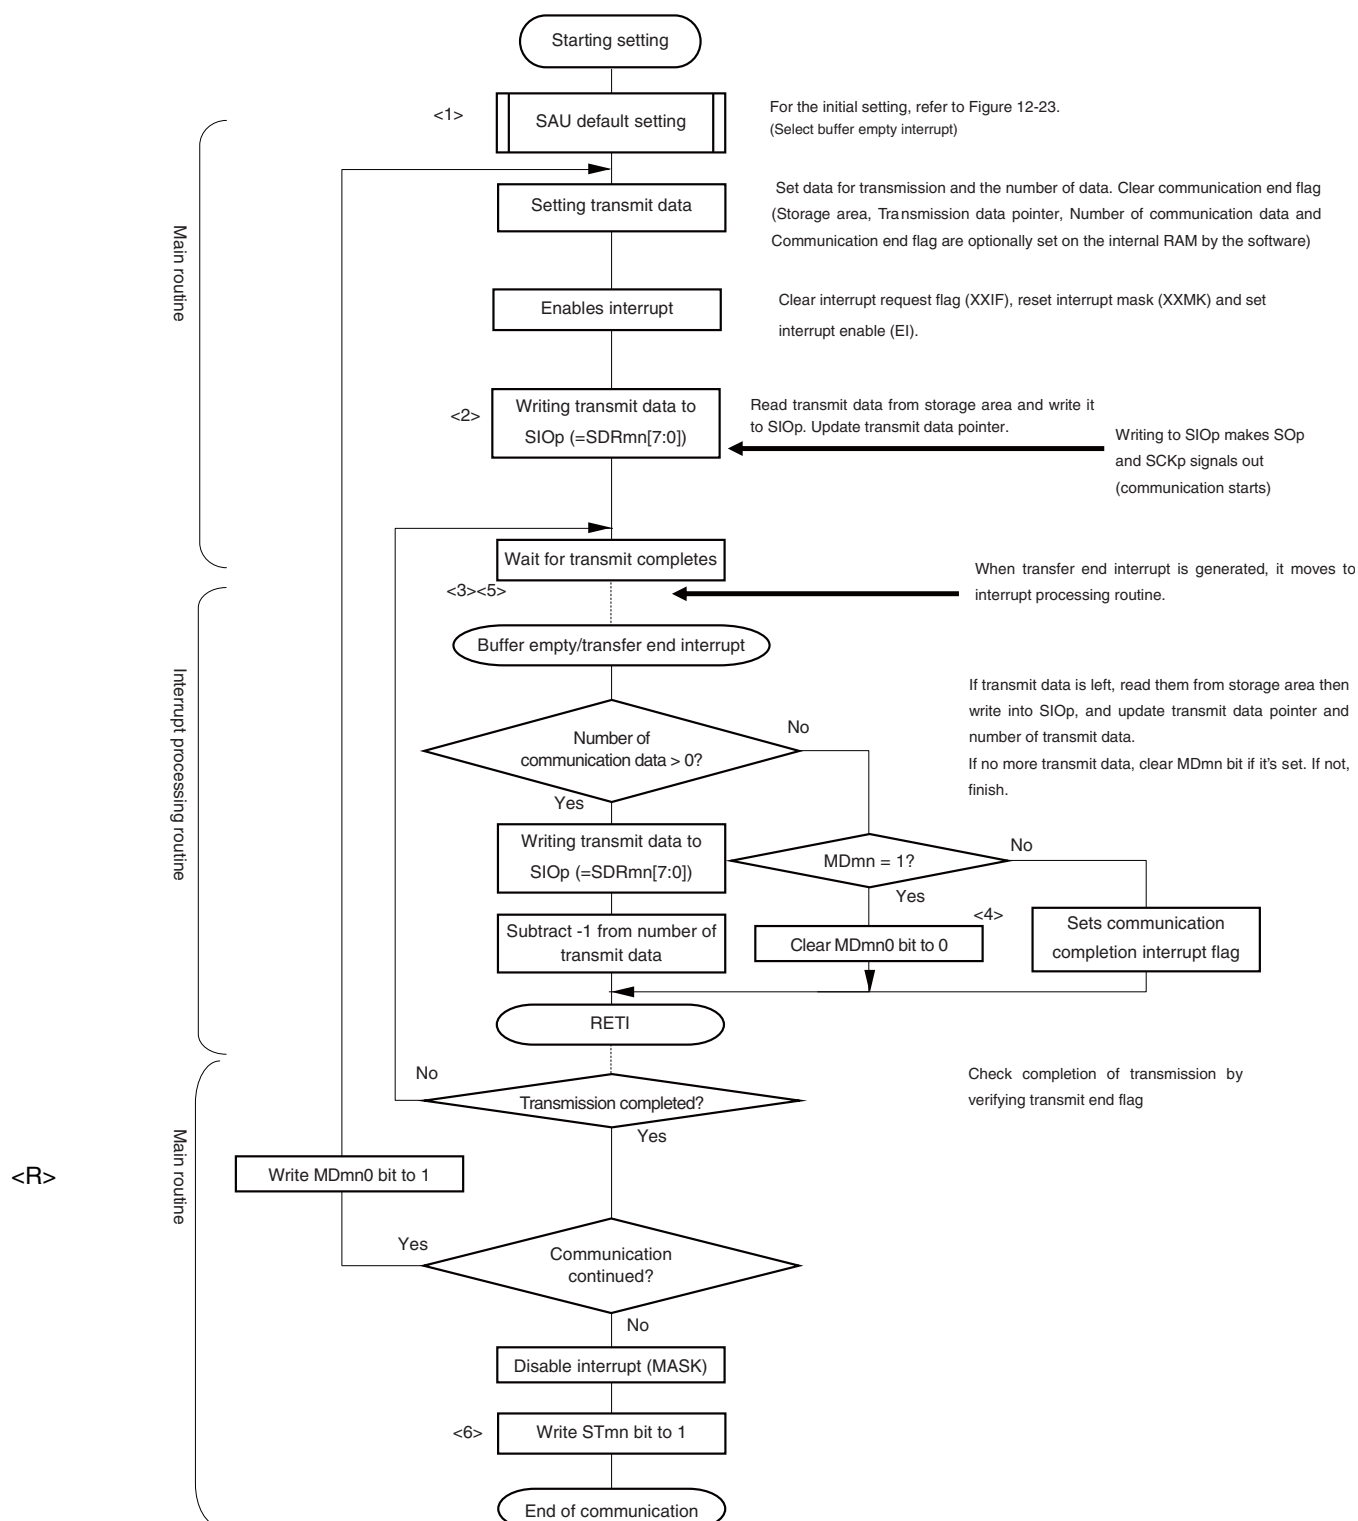 Starting setting
<1>
SAU default setting
For the initial setting, refer to Figure 12-23.
(Select buffer empty interrupt)
Setting transmit data
Set data for transmission and the number of data. Clear communication end flag
(Storage area, Transmission data pointer, Number of communication data and
Communication end flag are optionally set on the internal RAM by the software)
Main routine
Enables interrupt
Clear interrupt request flag (XXIF), reset interrupt mask (XXMK) and set
interrupt enable (EI).
<2>
Writing transmit data to
SIOp (=SDRmn[7:0])
Read transmit data from storage area and write it
to SIOp. Update transmit data pointer.
Writing to SIOp makes SOp
and SCKp signals out
(communication starts)
Wait for transmit completes
<3><5>
When transfer end interrupt is generated, it moves to
interrupt processing routine.
Buffer empty/transfer end interrupt
Interrupt processing routine
If transmit data is left, read them from storage area then
write into SIOp, and update transmit data pointer and
number of transmit data.
If no more transmit data, clear MDmn bit if it's set. If not,
finish.
Number of
communication data > 0?
No
Yes
Writing transmit data to
SIOp (=SDRmn[7:0])
MDmn = 1?
No
Yes
<4>
Subtract -1 from number of
transmit data
Clear MDmn0 bit to 0
Sets communication
completion interrupt flag
RETI
No
Transmission completed?
Yes
Check completion of transmission by
verifying transmit end flag
<R>
Main routine
Write MDmn0 bit to 1
Yes
Communication
continued?
No
Disable interrupt (MASK)
<6>
Write STmn bit to 1
End of communication